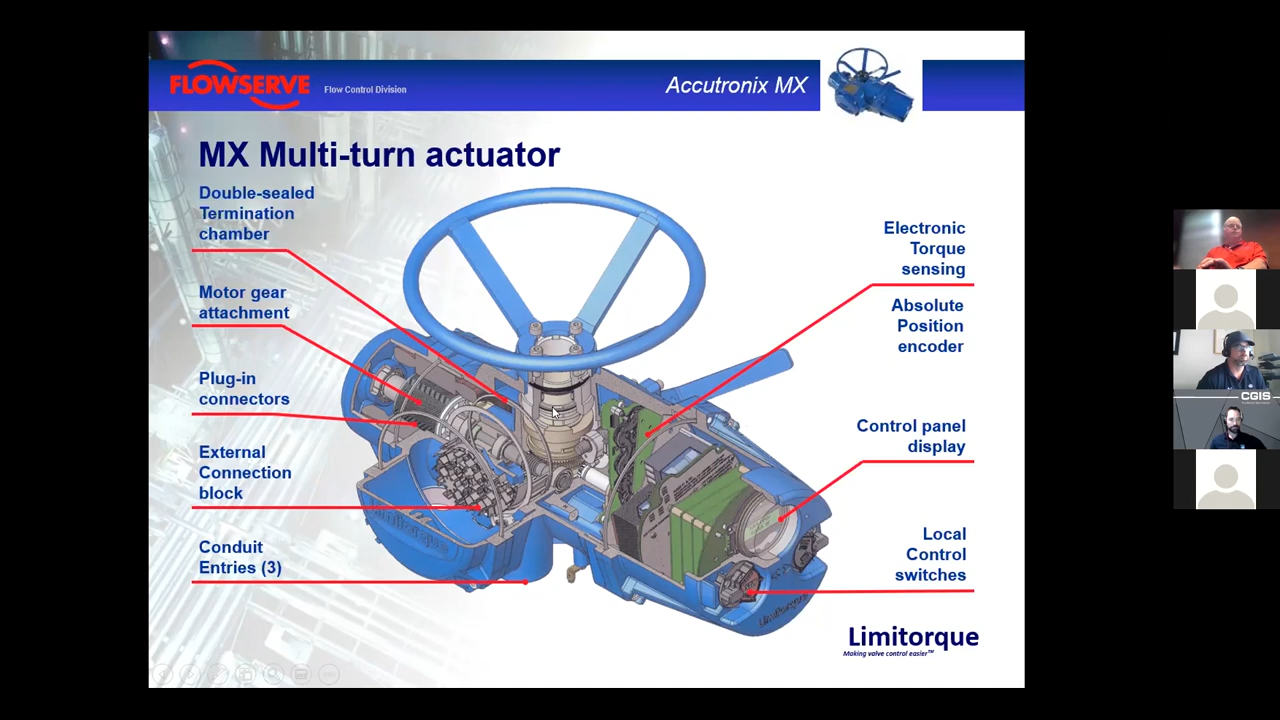 FLOWSERVE
Flow Control Division
Accutronix MX
MX Multi-turn actuator
Double-sealed
Termination
chamber
Motor gear
attachment
Plug-in
connectors
External
Connection
block
Conduit
Entries (3)
Electronic
Torque
sensing
Absolute
Position
encoder
Control panel
display
Local
Control
switches
Limitorque
Limitorque
Limitorque
Making valve control easier™
CGIS